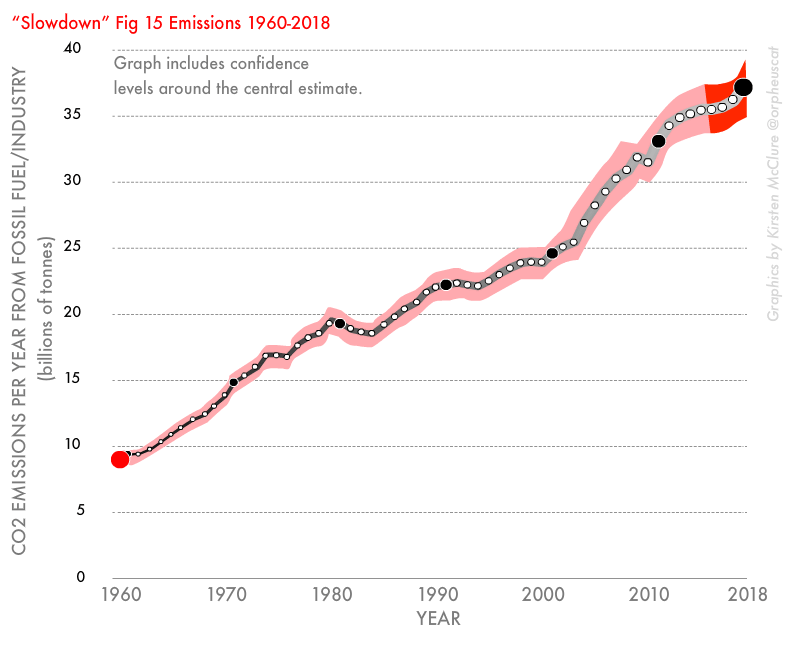 “Slowdown” Fig 15 Emissions 1960-2018
Graph includes confidence
levels around the central estimate.
CO2 EMISSIONS PER YEAR FROM FOSSIL FUEL/INDUSTRY
(billions of tonnes)
40
35
30
25
20
15
10
5
0
1960 1970 1980 1990 2000 2010 2018
YEAR
Graphics by Kirsten McClure @orpheuscat